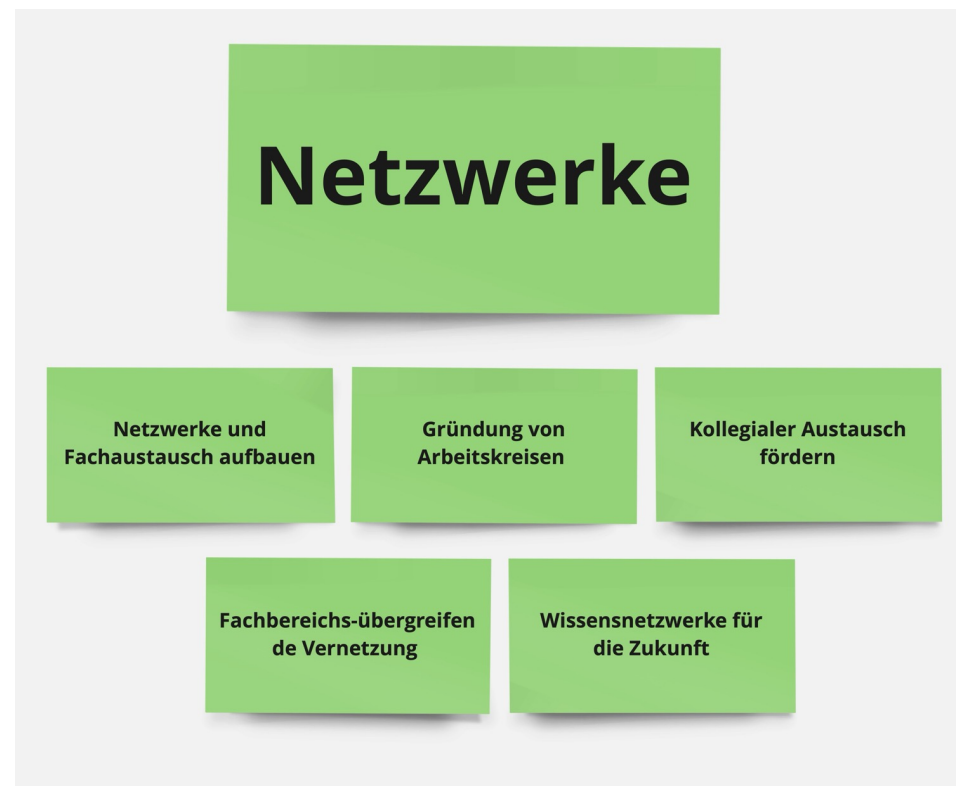 Netzwerke
Netzwerke und
Fachaustausch aufbauen
Gründung von
Arbeitskreisen
Kollegialer Austausch
fördern
Fachbereichs-übergreifen
de Vernetzung
Wissensnetzwerke für
die Zukunft